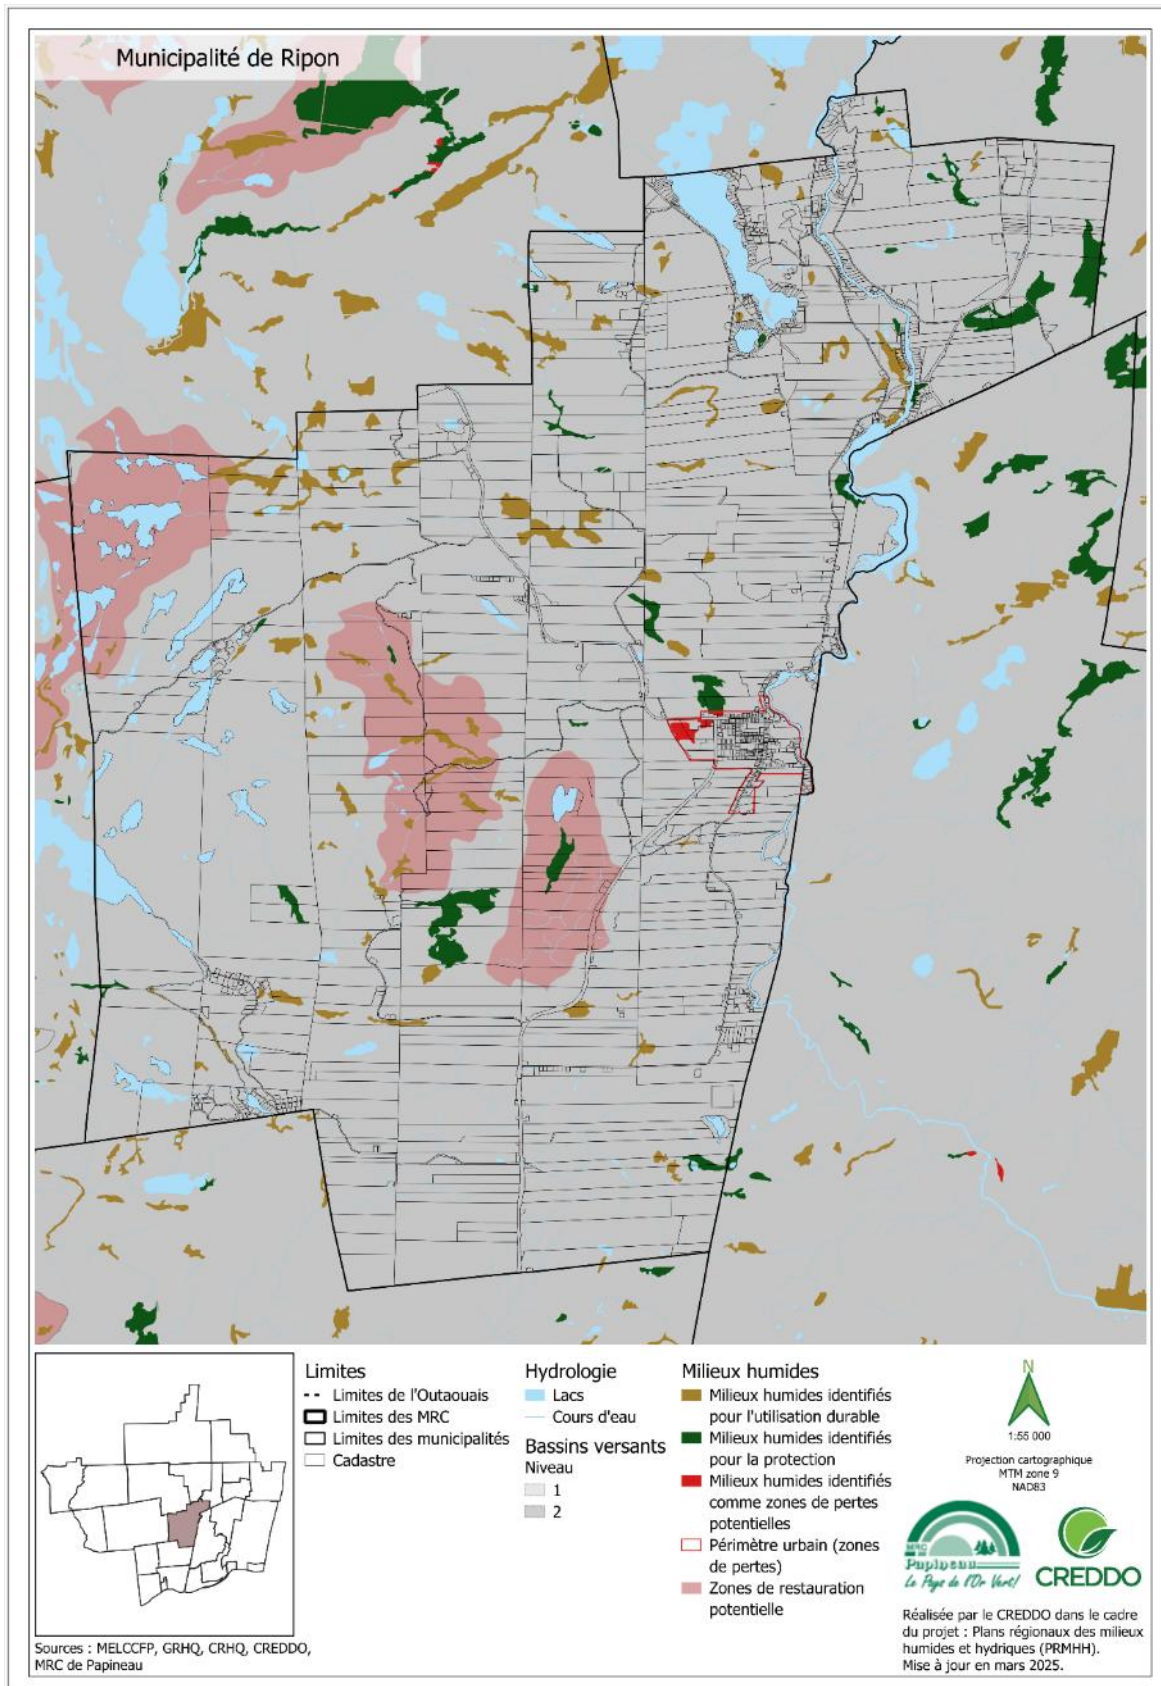 Municipalité de Ripon
Limites
Limites de l'Outaouais
Limites des MRC
Limites des municipalités
Cadastre
Hydrologie
Lacs
Cours d'eau
Bassins versants
Niveau
1
2
Milieux humides
Milieux humides identifiés
pour l'utilisation durable
Milieux humides identifiés
pour la protection
Milieux humides identifiés
comme zones de pertes
potentielles
Périmètre urbain (zones
de pertes)
Zones de restauration
potentielle
N
1:55 000
Projection cartographique
MTM zone 9
NAD83
MRC
Papineau
Le Pays de l'Or Vert!
CREDDO
Réalisée par le CREDDO dans le cadre
du projet : Plans régionaux des milieux
humides et hydriques (PRMHH).
Mise à jour en mars 2025.
Sources : MELCCFP, GRHQ, CRHQ, CREDDO,
MRC de Papineau